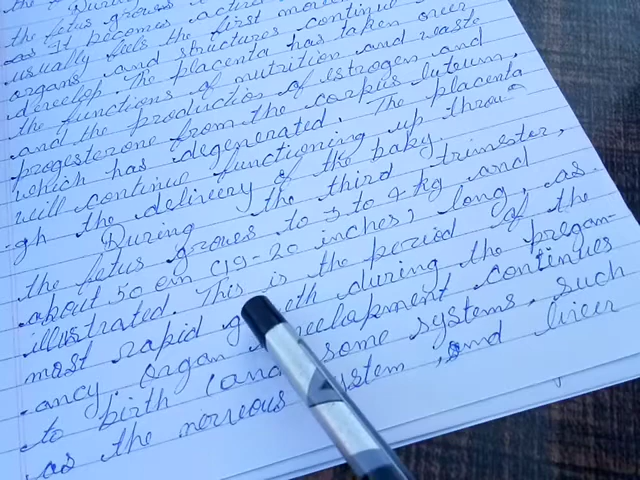 the During
the fetus grows
as it becomes active
usually feels the first
organs and structures continue
develop. The placenta has taken over
the functions of nutrition and waste
and the production of estrogen and
progesterone from the corpus luteum,
which has degenerated. The placenta
will continue functioning up throu
-gh the delivery of the baby.
During the third trimester,
the fetus grows to 3 to 4 kg and
about 50 cm (19-20 inches) long, as
illustrated. This is the period of the
most rapid growth during the pregan-
-ancy organ development continues
to birth (and some systems, such
as the nervous system, and liver